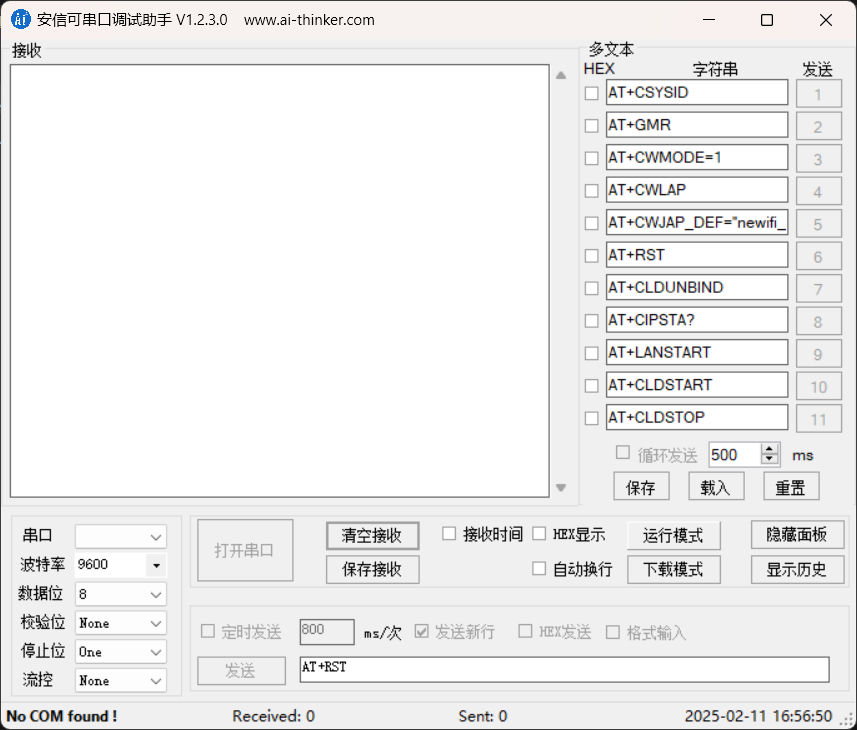 安信可串口调试助手 V1.2.3.0 www.ai-thinker.com
接收
多文本
HEX 字符串 发送
AT+CSYSID 1
AT+GMR 2
AT+CWMODE=1 3
AT+CWLAP 4
AT+CWJAP_DEF="newifi_ 5
AT+RST 6
AT+CLDUNBIND 7
AT+CIPSTA? 8
AT+LANSTART 9
AT+CLDSTART 10
AT+CLDSTOP 11
循环发送 500 ms
保存 载入 重置
串口
波特率 9600
数据位 8
校验位 None
停止位 One
流控 None
打开串口 清空接收 接收时间 HEX显示 运行模式 隐藏面板
保存接收 自动换行 下载模式 显示历史
定时发送 800 ms/次 发送新行 HEX发送 格式输入
发送 AT+RST
No COM found ! Received: 0 Sent: 0 2025-02-11 16:56:50